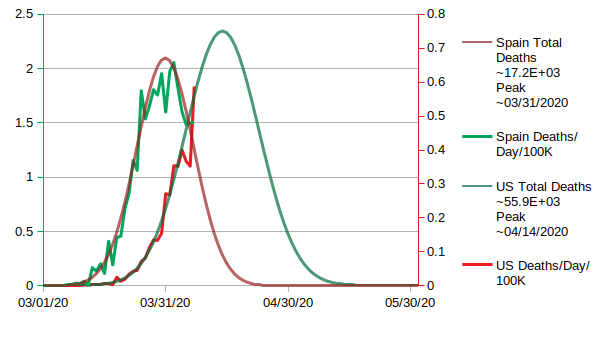 2.5
2
1.5
1
0.5
0
0.8
0.7
0.6
0.5
0.4
0.3
0.2
0.1
0
03/01/20
03/31/20
04/30/20
05/30/20
Spain Total
Deaths
~17.2E+03
Peak
~03/31/2020
Spain Deaths/
Day/100K
US Total Deaths
~55.9E+03
Peak
~04/14/2020
US Deaths/Day/
100K